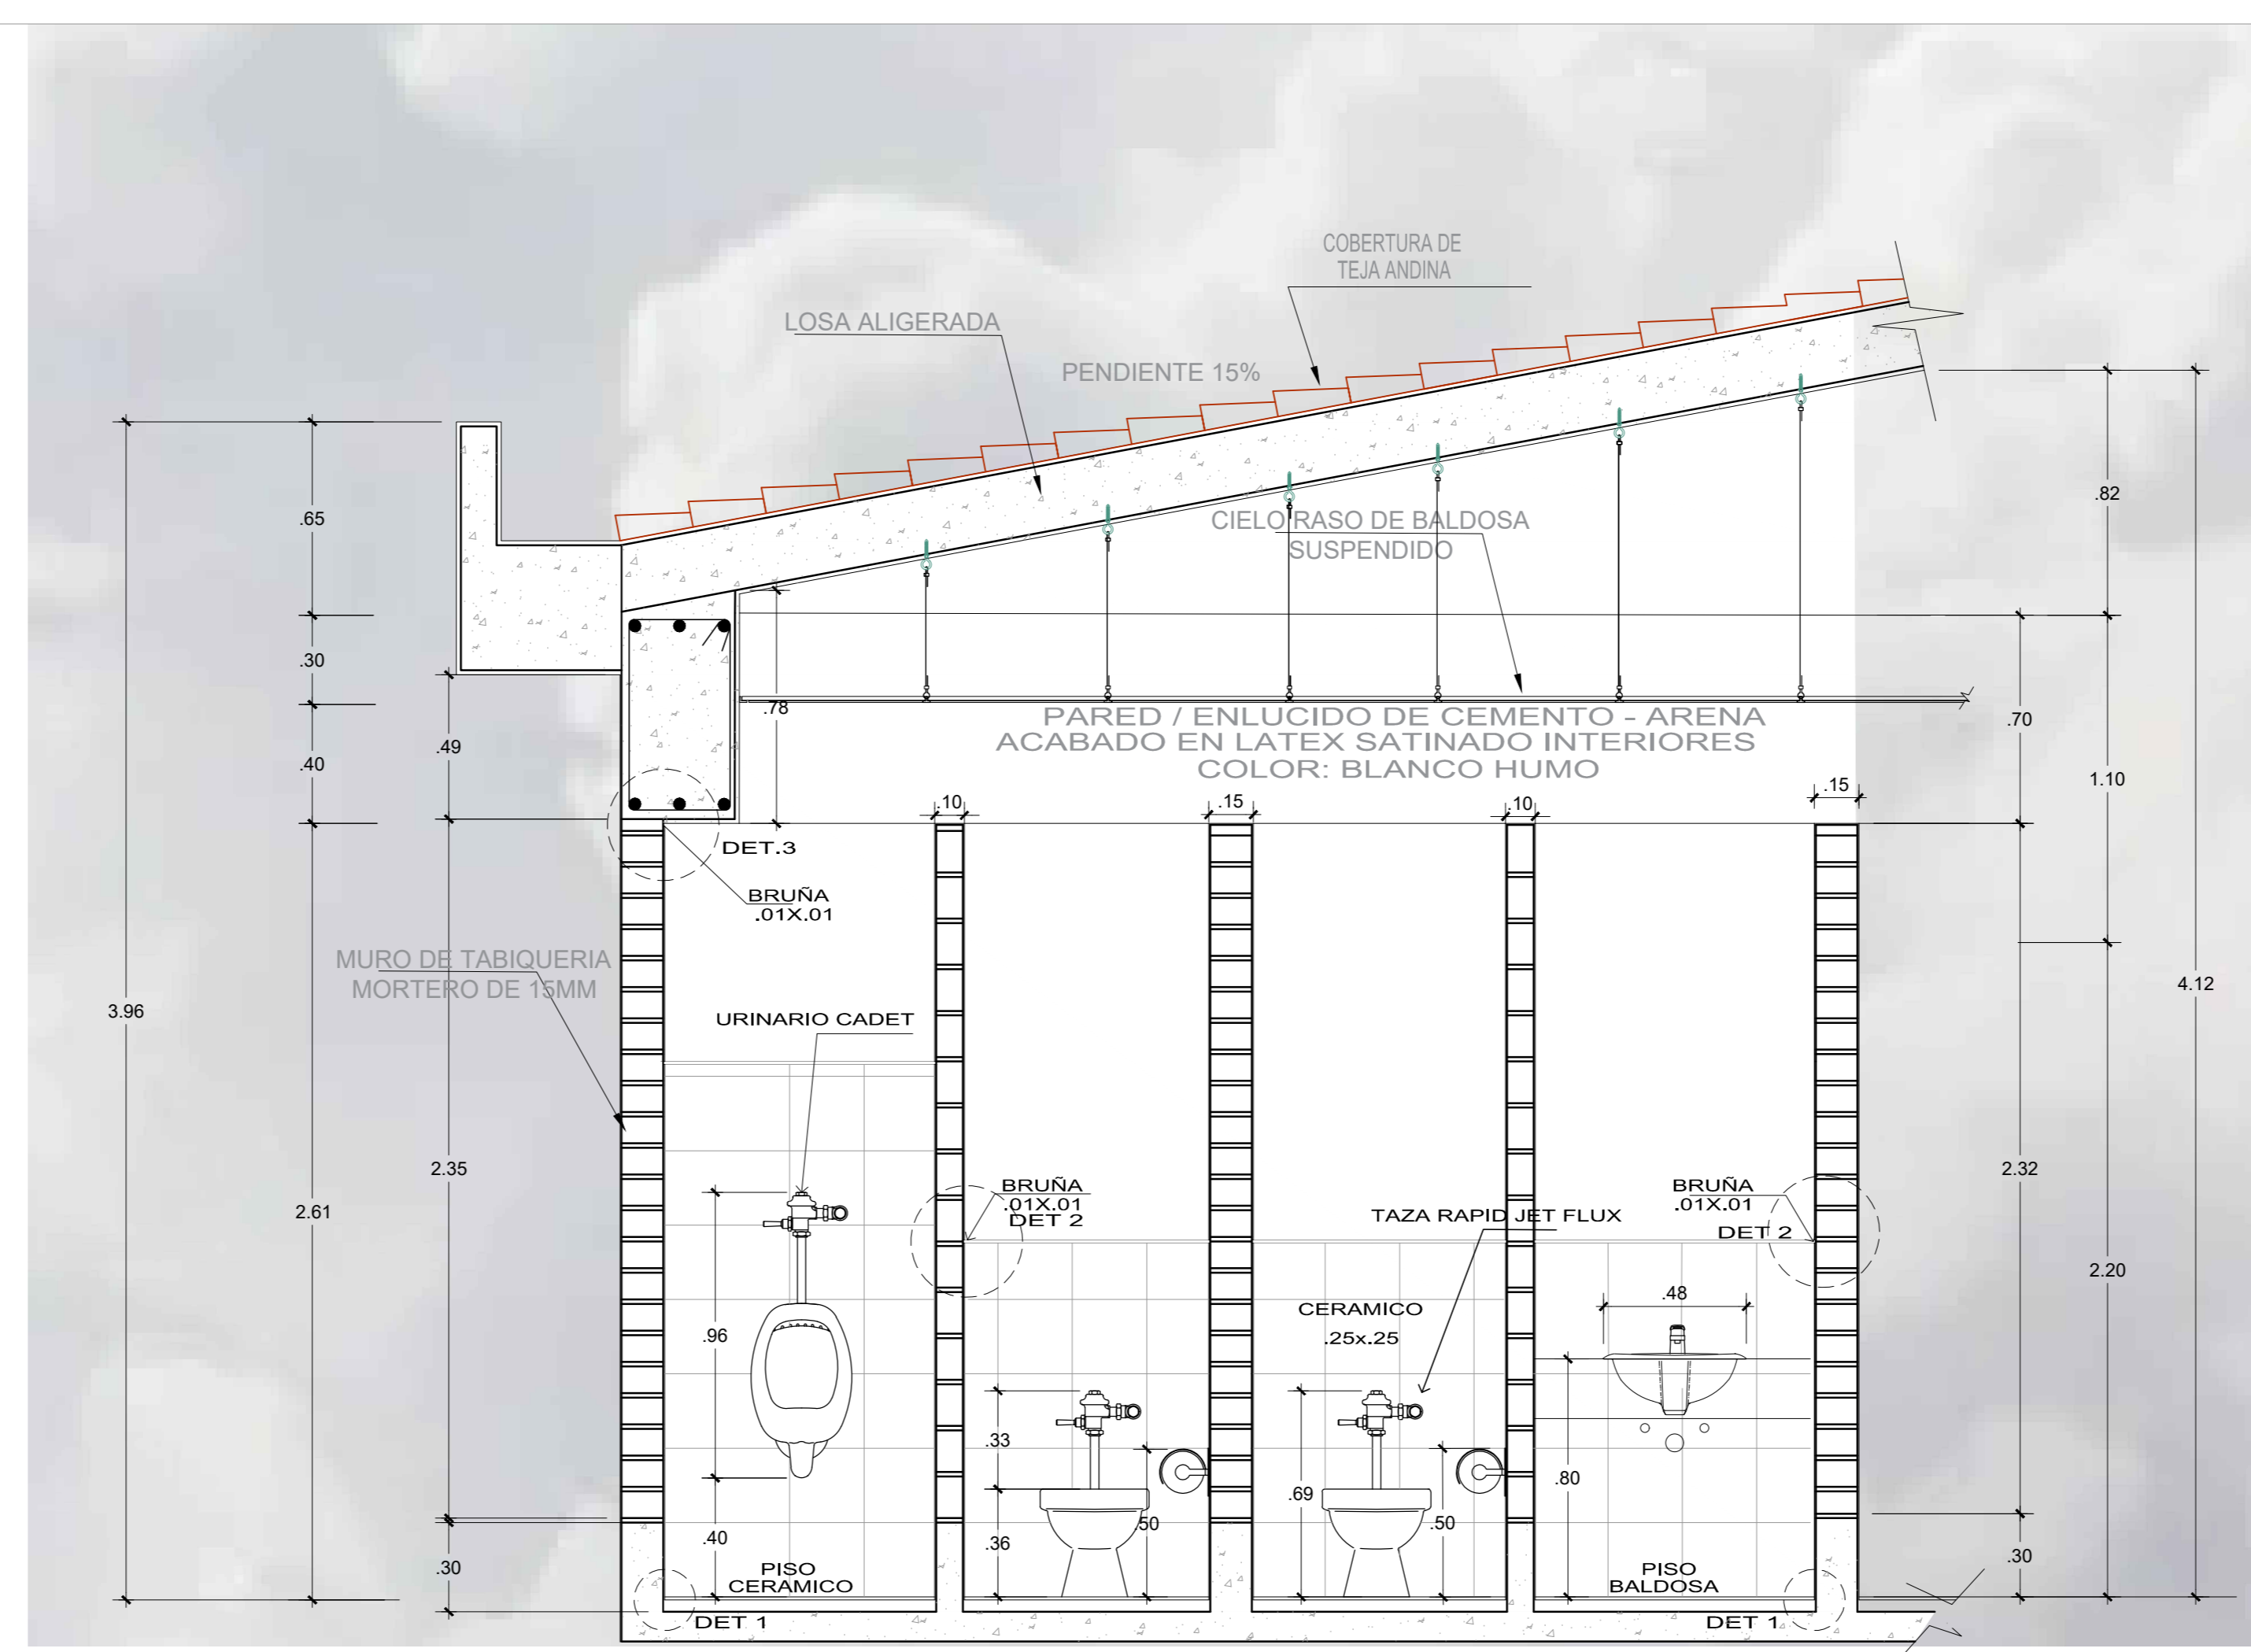 COBERTURA DE
TEJA ANDINA
LOSA ALIGERADA
PENDIENTE 15%
.82
.65
CIELO RASO DE BALDOSA
SUSPENDIDO
.30
.78
PARED / ENLUCIDO DE CEMENTO - ARENA
ACABADO EN LATEX SATINADO INTERIORES
COLOR: BLANCO HUMO
.70
.49
.40
1.10
.10
.15
.10
.15
DET.3
BRUÑA
.01X.01
MURO DE TABIQUERIA
MORTERO DE 15MM
3.96
4.12
URINARIO CADET
2.35
2.32
2.61
BRUÑA
.01X.01
DET 2
TAZA RAPID JET FLUX
BRUÑA
.01X.01
DET 2
2.20
.96
CERAMICO
.25x.25
.48
.33
.69
.80
.50
.50
.40
.36
.30
.30
PISO
CERAMICO
PISO
BALDOSA
DET 1
DET 1